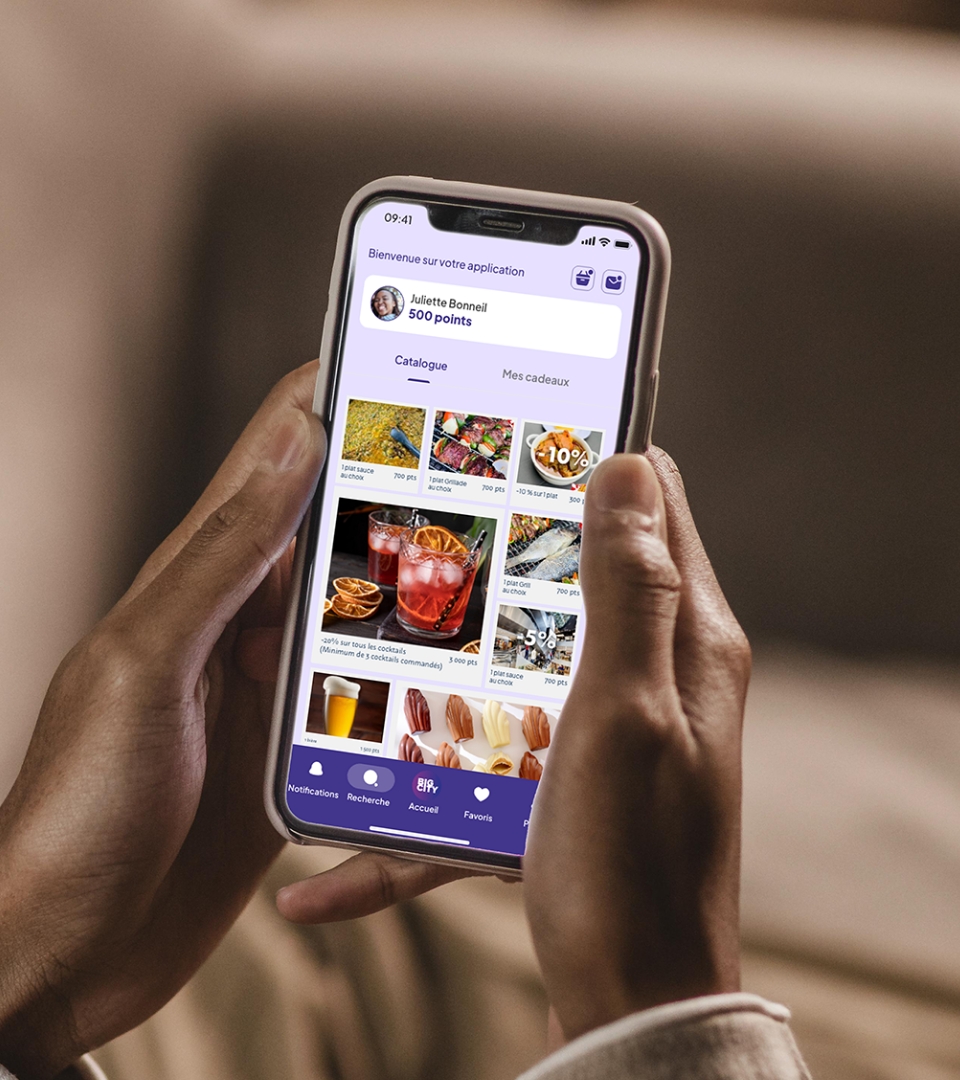 09:41
Bienvenue sur votre application
Juliette Bonneil
500 points
Catalogue
Mes cadeaux
1 plat sauce
au choix
700 pts
1 plat Grillade
au choix
700 pts
-10%
-10 % sur 1 plat
-20% sur tous les cocktails
(Minimum de 3 cocktails commandés)
3 000 pts
1 plat Grill
au choix
700 pts
-5%
1 plat sauce
au choix
700 pts
Notifications
Recherche
BIG
CITY
Accueil
Favoris